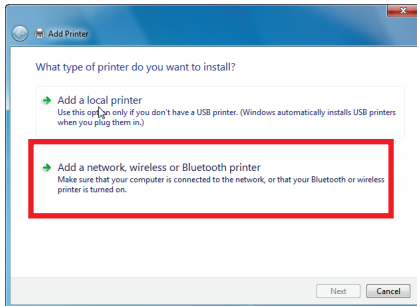 Add Printer
What type of printer do you want to install?
Add a local printer
Use this option only if you don't have a USB printer. (Windows automatically installs USB printers
when you plug them in.)
Add a network, wireless or Bluetooth printer
Make sure that your computer is connected to the network, or that your Bluetooth or wireless
printer is turned on.
Next Cancel